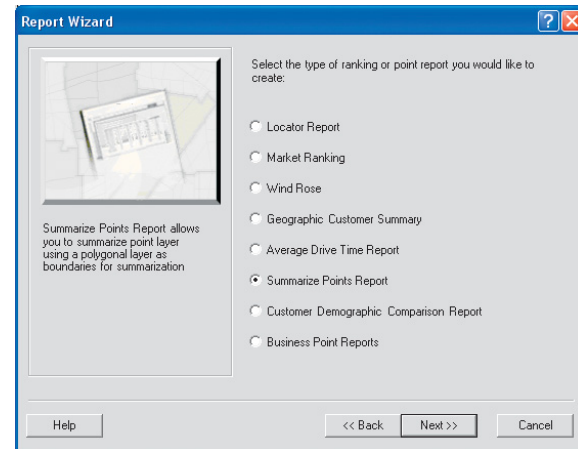 Report Wizard
Select the type of ranking or point report you would like to
create:
Locator Report
Market Ranking
Wind Rose
Geographic Customer Summary
Average Drive Time Report
Summarize Points Report
Customer Demographic Comparison Report
Business Point Reports
Summarize Points Report allows
you to summarize point layer
using a polygonal layer as
boundaries for summarization
Help
<< Back
Next >>
Cancel